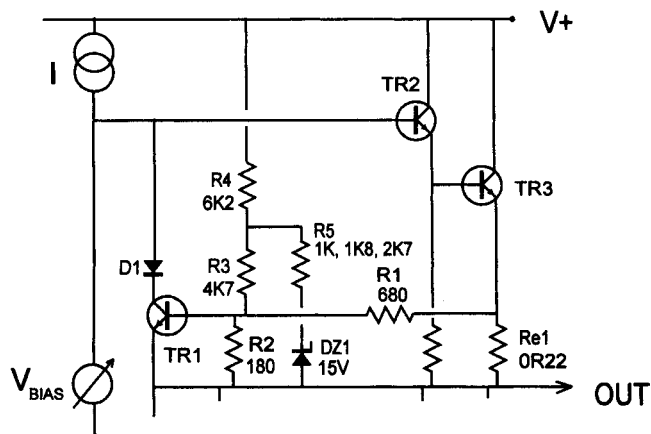 V+
I
TR2
R4
6K2
TR3
R5
1K, 1K8, 2K7
D1
R3
4K7
R1
680
TR1
R2
180
DZ1
15V
Re1
0R22
VBIAS
OUT